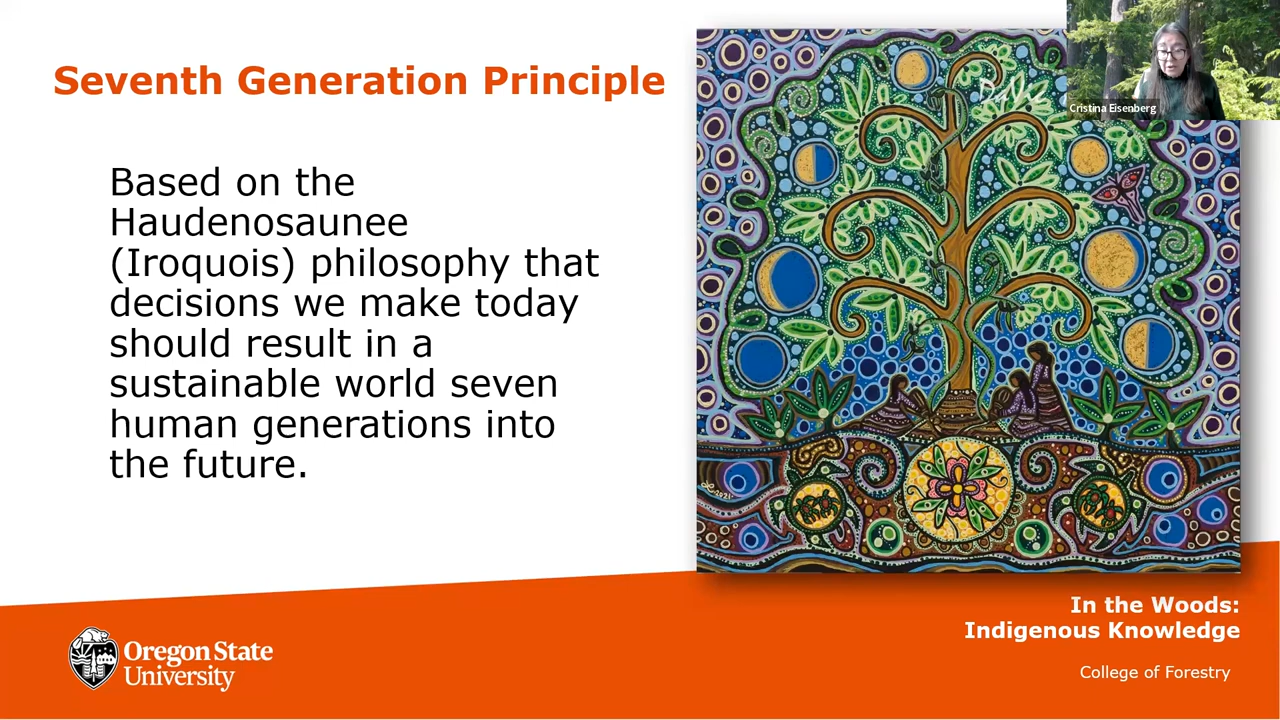 Seventh Generation Principle
Based on the
Haudenosaunee
(Iroquois) philosophy that
decisions we make today
should result in a
sustainable world seven
human generations into
the future.
Cristina Eisenberg
In the Woods:
Indigenous Knowledge
College of Forestry
Oregon State
University